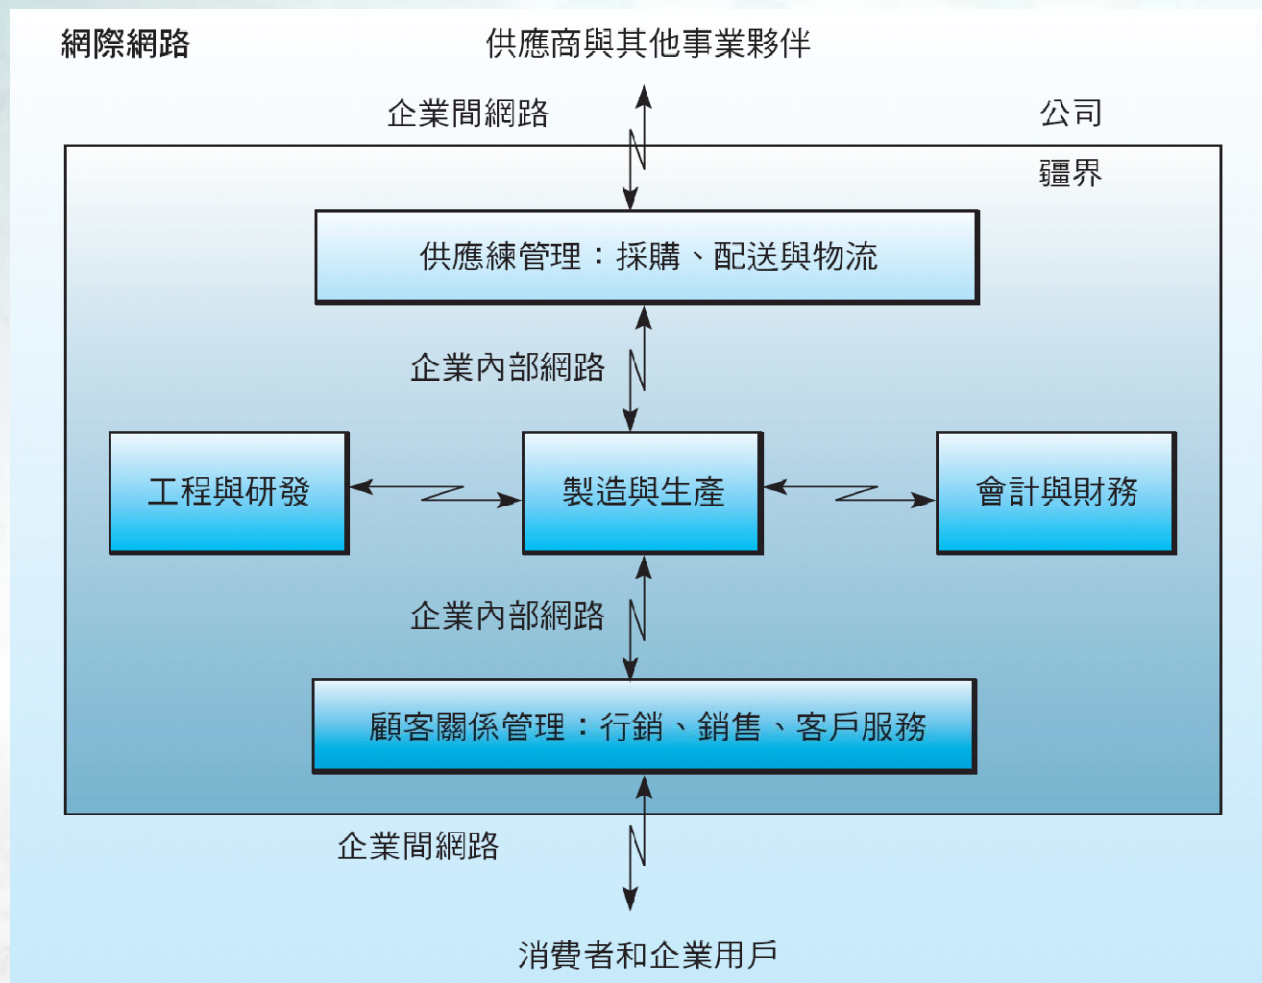 網際網路
供應商與其他事業夥伴
企業間網路
公司
疆界
供應練管理：採購、配送與物流
企業內部網路
工程與研發
製造與生產
會計與財務
企業內部網路
顧客關係管理：行銷、銷售、客戶服務
企業間網路
消費者和企業用戶